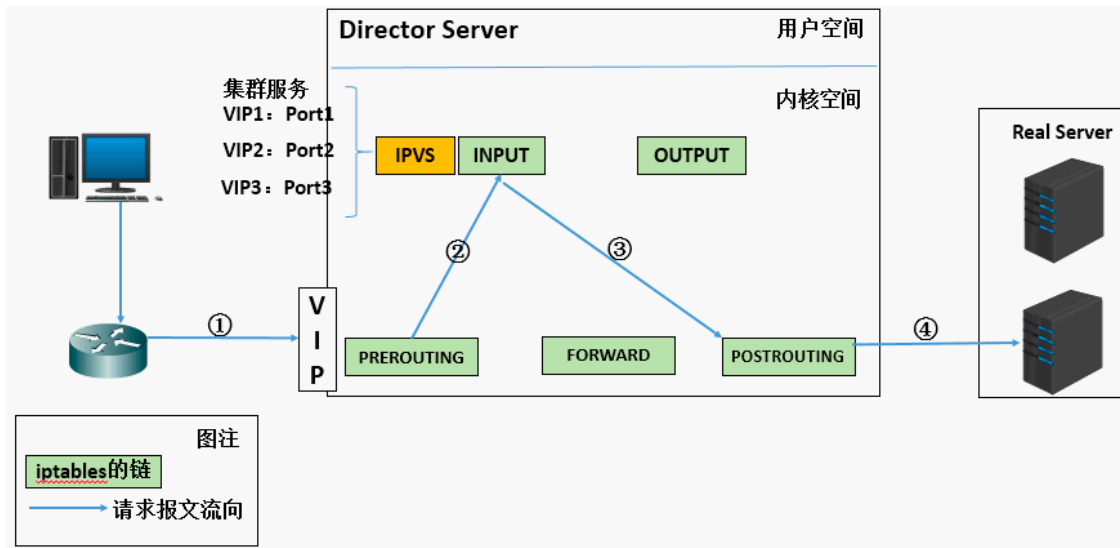 Director Server
用户空间
集群服务
VIP1：Port1
VIP2：Port2
VIP3：Port3
内核空间
IPVS
INPUT
OUTPUT
Real Server
②
③
①
VIP
④
PREROUTING
FORWARD
POSTROUTING
图注
iptables的链
请求报文流向